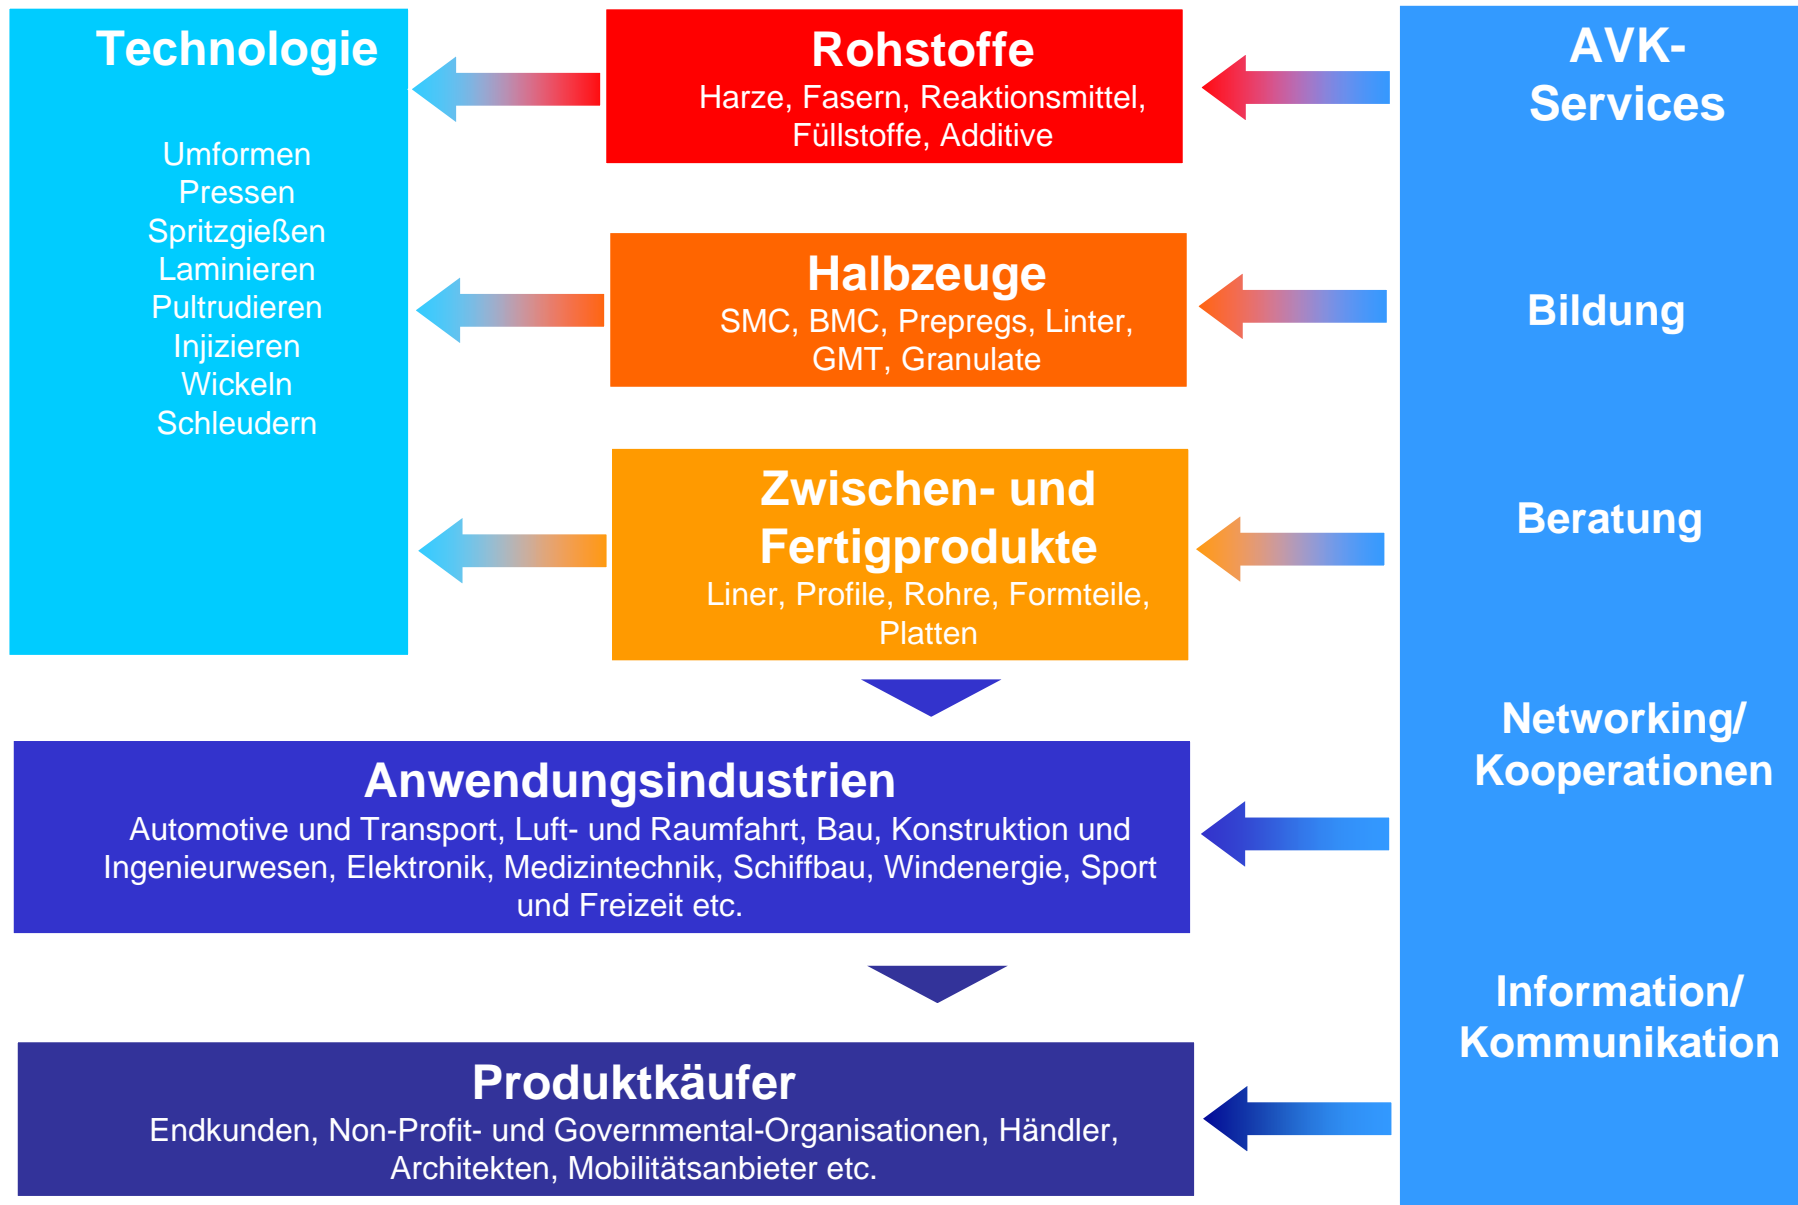 Technologie
Umformen
Pressen
Spritzgießen
Laminieren
Pultrudieren
Injizieren
Wickeln
Schleudern
Rohstoffe
Harze, Fasern, Reaktionsmittel,
Füllstoffe, Additive
Halbzeuge
SMC, BMC, Prepregs, Linter,
GMT, Granulate
Zwischen- und
Fertigprodukte
Liner, Profile, Rohre, Formteile,
Platten
Anwendungsindustrien
Automotive und Transport, Luft- und Raumfahrt, Bau, Konstruktion und
Ingenieurwesen, Elektronik, Medizintechnik, Schiffbau, Windenergie, Sport
und Freizeit etc.
Produktkäufer
Endkunden, Non-Profit- und Governmental-Organisationen, Händler,
Architekten, Mobilitätsanbieter etc.
AVK-
Services
Bildung
Beratung
Networking/
Kooperationen
Information/
Kommunikation